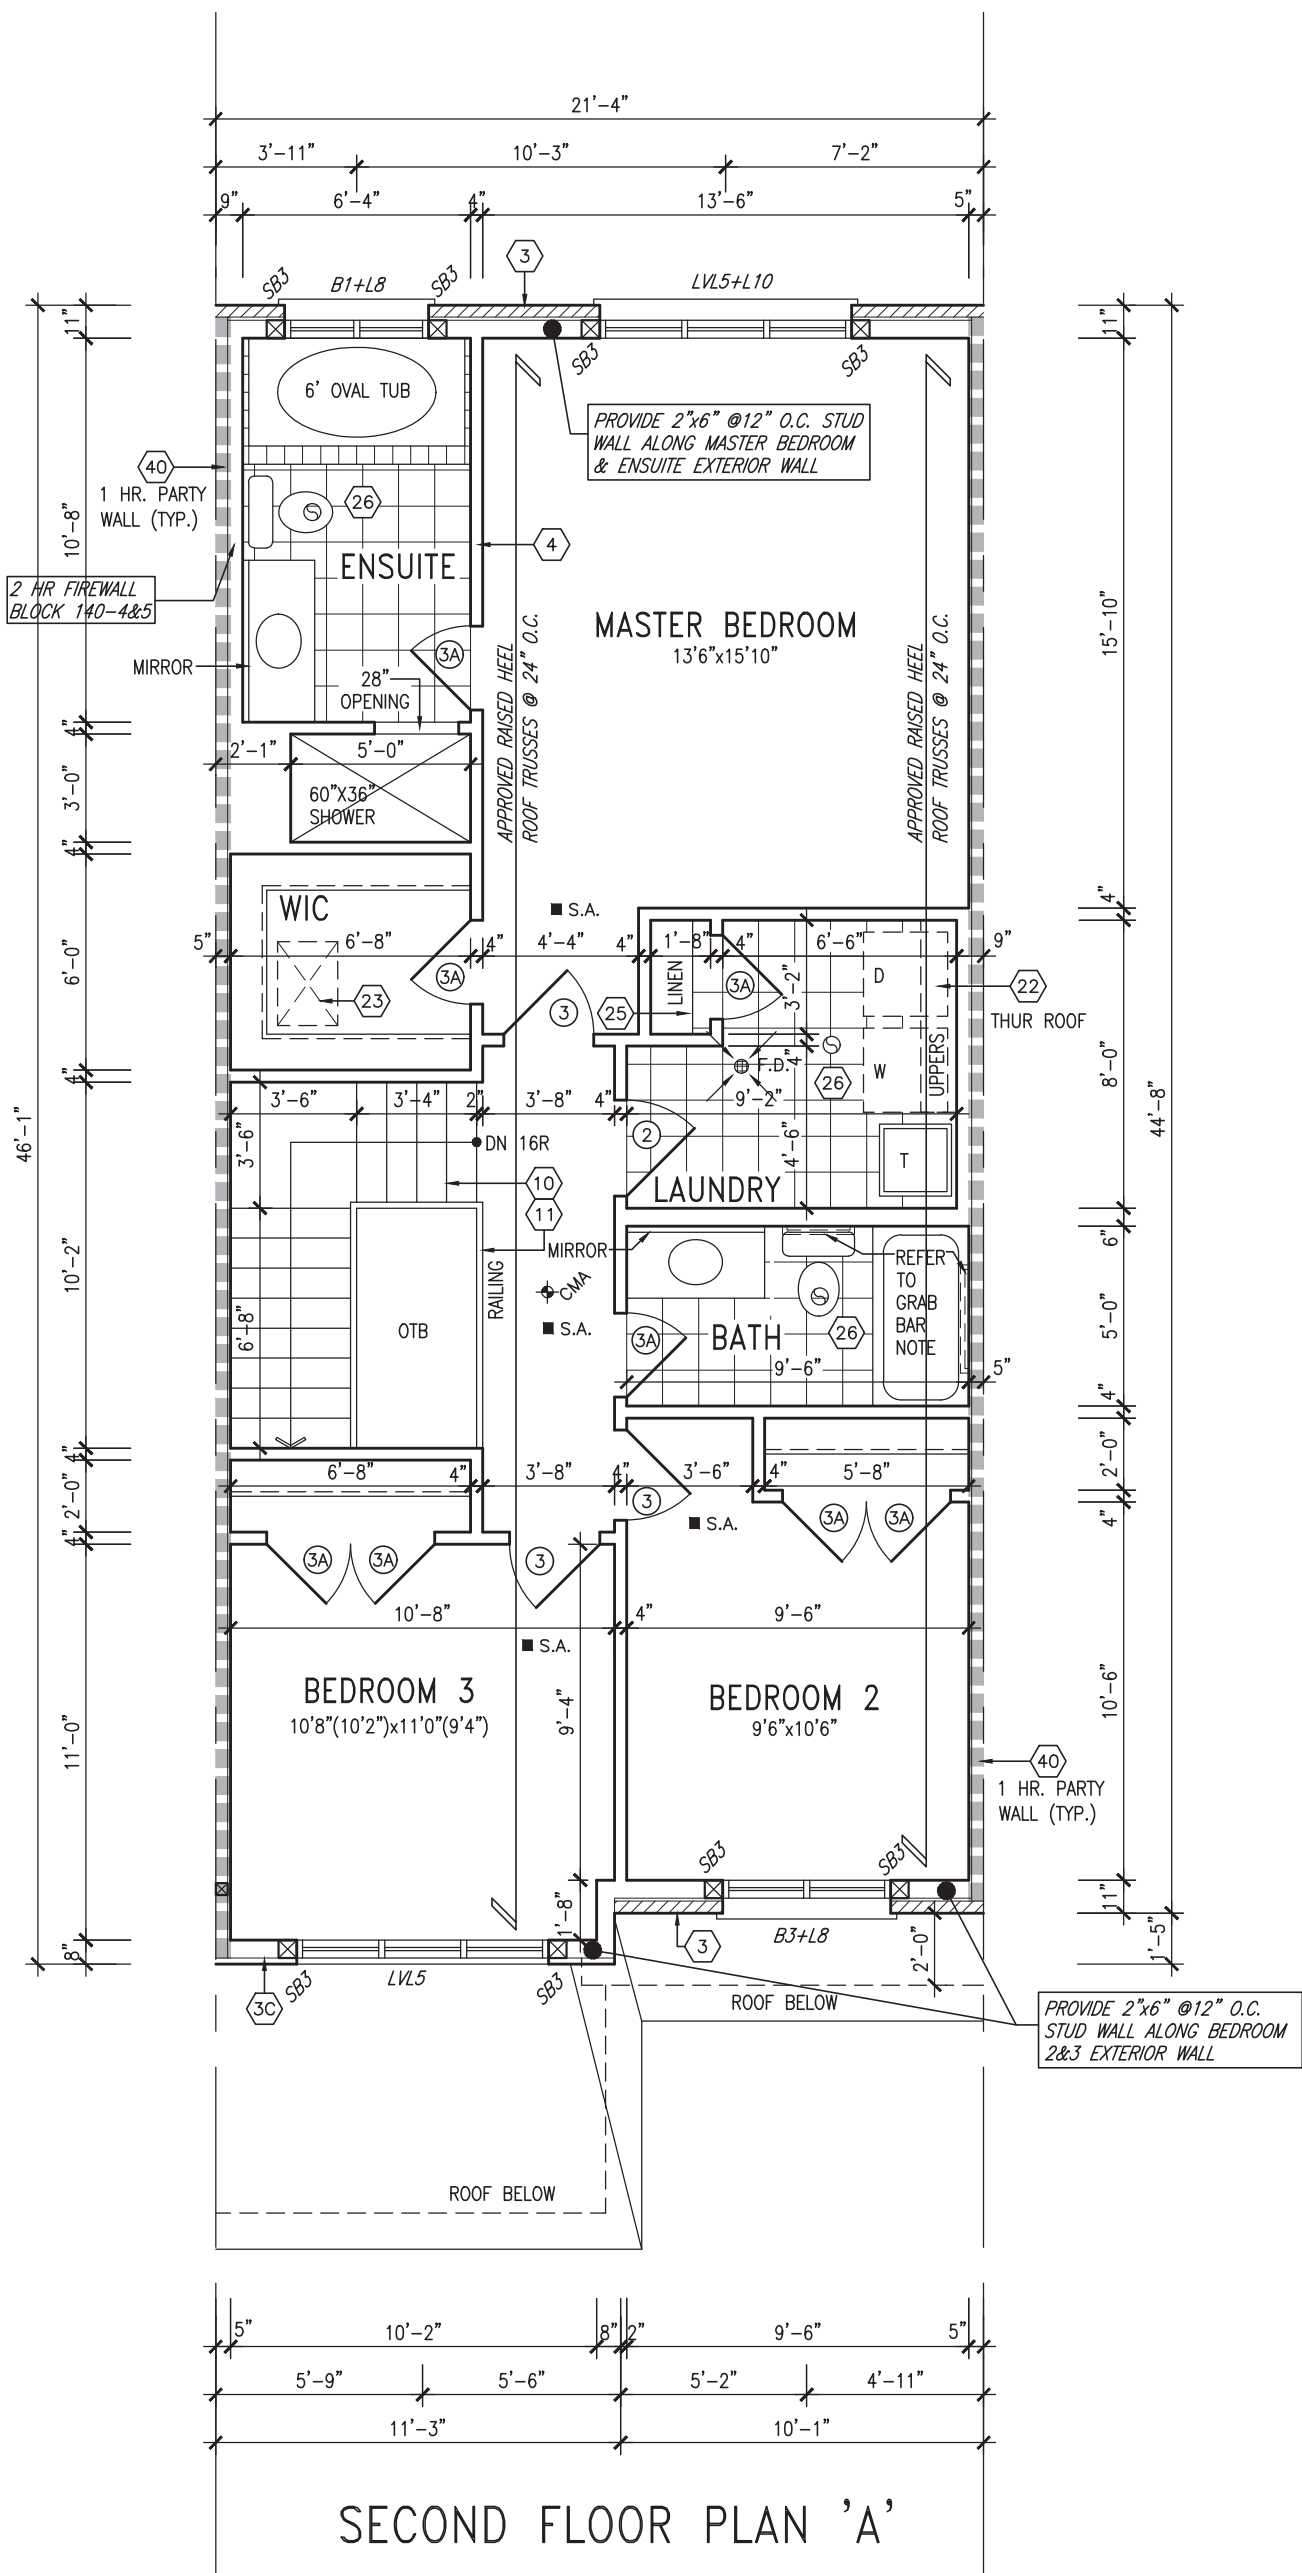 21'-4"
3'-11" 10'-3" 7'-2"
9" 6'-4" 4" 13'-6" 5"
3
SB3 B1+L8 SB3 LVL5+L10
11" 11"
SB3 SB3
6' OVAL TUB
PROVIDE 2"x6" @12" O.C. STUD
WALL ALONG MASTER BEDROOM
& ENSUITE EXTERIOR WALL
40
1 HR. PARTY
WALL (TYP.)
26
10'-8"
4
ENSUITE
2 HR FIREWALL
BLOCK 140-4&5
MASTER BEDROOM
13'6"x15'10"
15'-10"
MIRROR
3A
28"
OPENING
APPROVED RAISED HEEL
ROOF TRUSSES @ 24" O.C.
APPROVED RAISED HEEL
ROOF TRUSSES @ 24" O.C.
4"
2'-1" 5'-0"
3'-0"
60"X36"
SHOWER
4"
WIC
S.A.
4"
5" 6'-8" 4" 4'-4" 4" 1'-8" 4" 6'-6" 9"
6'-0"
3A
23
3
25
LINEN
3A
3'-2"
D
22
THUR ROOF
4"
F.D.
4"
26
W
UPPERS
8'-0"
46'-1"
44'-8"
3'-6" 3'-4" 2" 3'-8" 4" 9'-2"
3'-6"
DN 16R
2
4'-6"
T
10
11
LAUNDRY
10'-2"
MIRROR
6"
REFER
TO
GRAB
BAR
NOTE
RAILING
CMA
S.A.
OTB
6'-8"
3A
BATH
26
5'-0"
9'-6" 5"
4"
4"
6'-8" 4" 3'-8" 4" 3'-6" 4" 5'-8"
2'-0"
2'-0"
3
S.A.
3A 3A
4"
4"
3A 3A
3
10'-8" 4" 9'-6"
S.A.
BEDROOM 3
10'8"(10'2")x11'0"(9'4")
9'-4"
BEDROOM 2
9'6"x10'6"
10'-6"
11'-0"
40
1 HR. PARTY
WALL (TYP.)
SB3 SB3
11"
1'-8"
8"
3
B3+L8
2'-0"
1'-5"
3C
SB3 LVL5 SB3
ROOF BELOW
PROVIDE 2"x6" @12" O.C.
STUD WALL ALONG BEDROOM
2&3 EXTERIOR WALL
ROOF BELOW
5" 10'-2" 8" 2" 9'-6" 5"
5'-9" 5'-6" 5'-2" 4'-11"
11'-3" 10'-1"
SECOND FLOOR PLAN 'A'